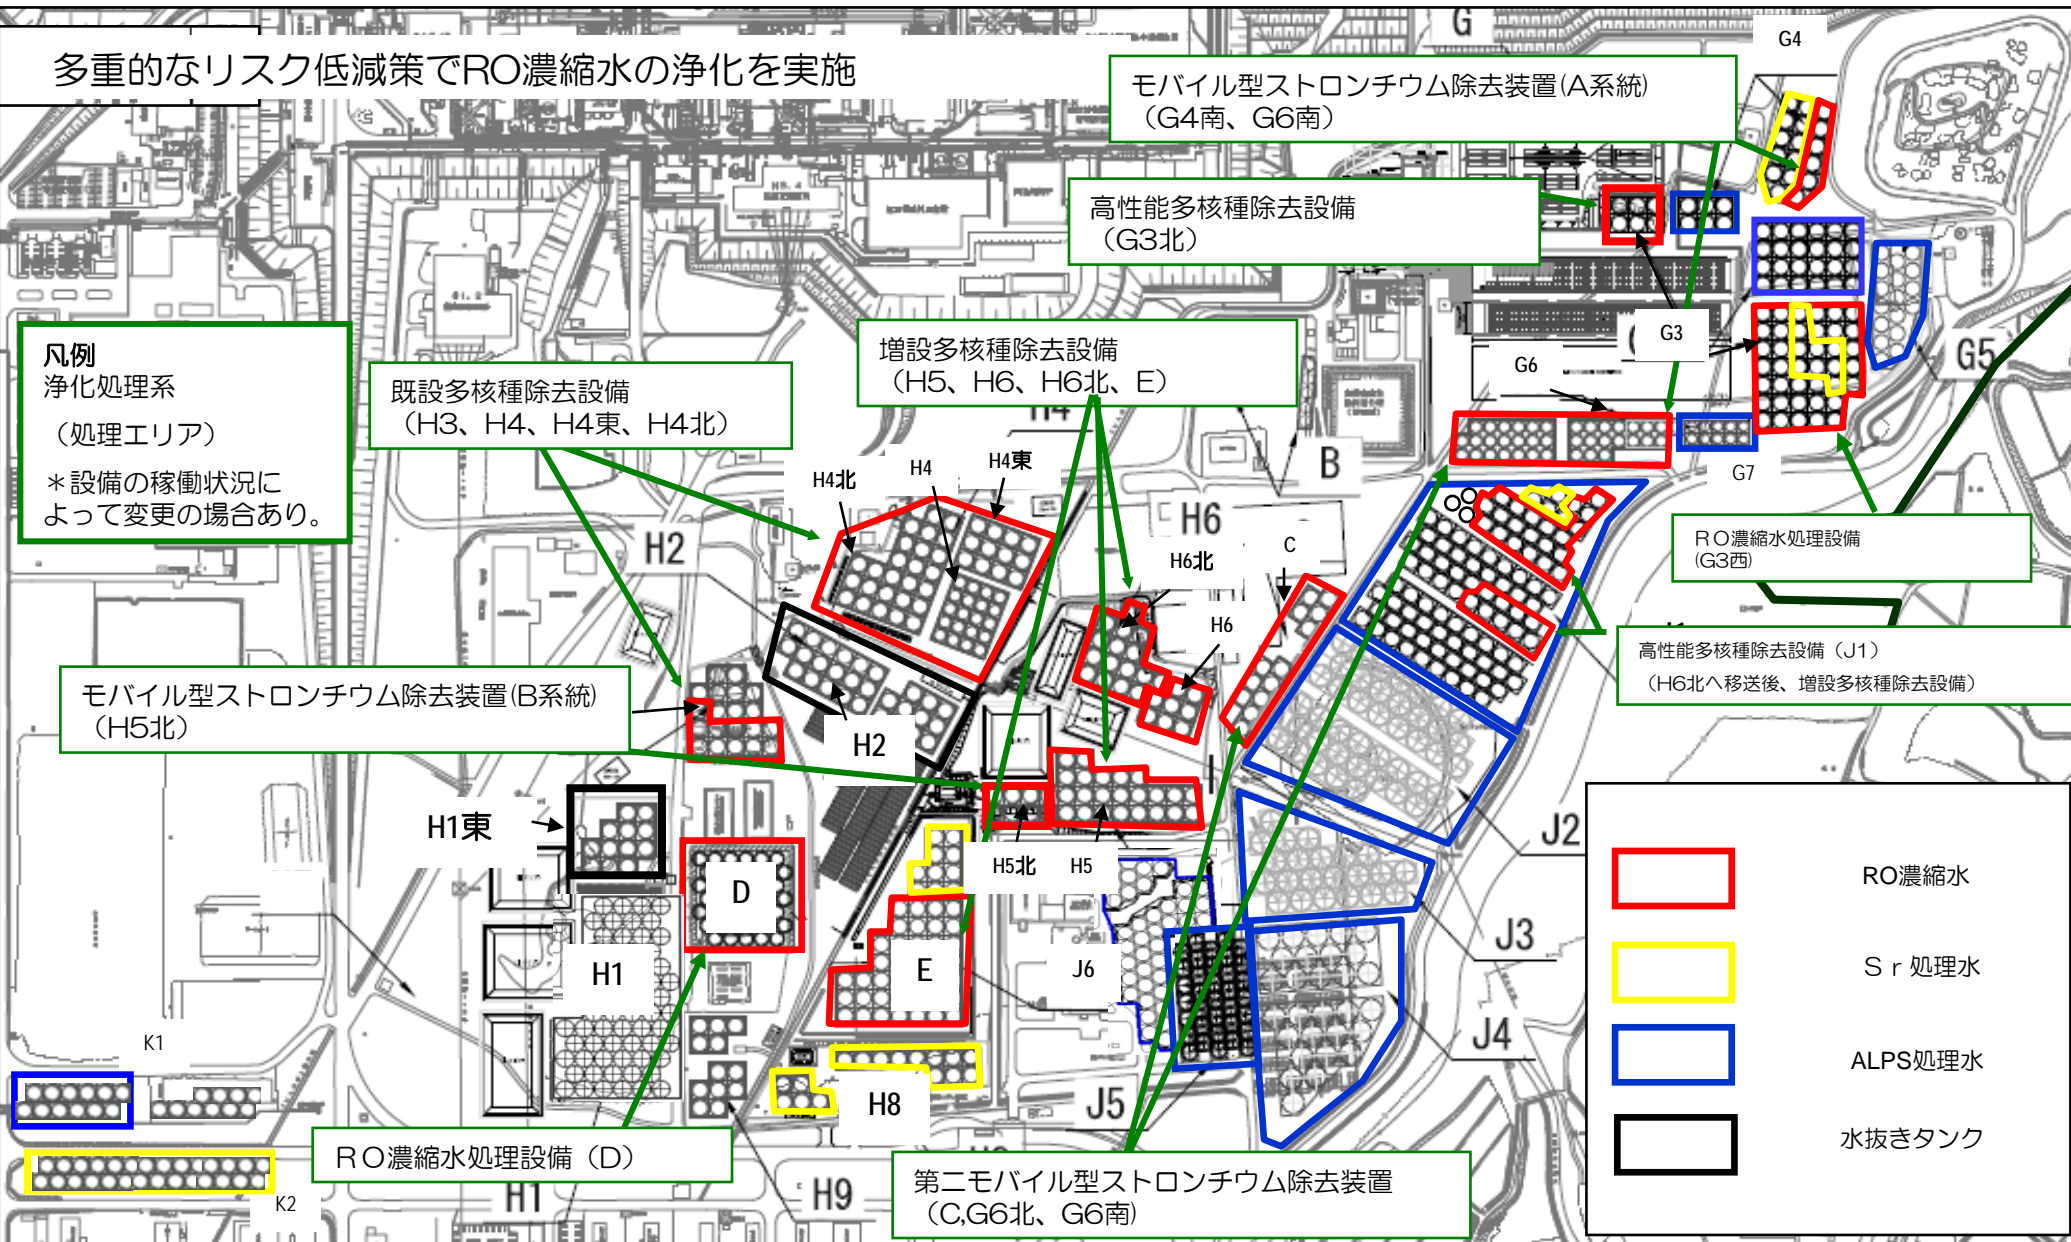 多重的なリスク低減策でRO濃縮水の浄化を実施
G
G4
モバイル型ストロンチウム除去装置(A系統)
（G4南、G6南）
高性能多核種除去設備
（G3北）
凡例
浄化処理系
（処理エリア）
＊設備の稼働状況に
よって変更の場合あり。
既設多核種除去設備
（H3、H4、H4東、H4北）
増設多核種除去設備
（H5、H6、H6北、E）
G3
G6
G5
G7
B
H4
H4北
H4
H4東
H2
H6
H6北
C
H6
RO濃縮水処理設備
(G3西)
高性能多核種除去設備（J1）
（H6北へ移送後、増設多核種除去設備）
モバイル型ストロンチウム除去装置(B系統)
（H5北）
H2
H1東
D
H5北
H5
J2
H1
E
J6
J3
J4
J5
K1
H8
K2
RO濃縮水処理設備（D）
H1
H9
第二モバイル型ストロンチウム除去装置
（C,G6北、G6南)
RO濃縮水
Ｓｒ処理水
ALPS処理水
水抜きタンク